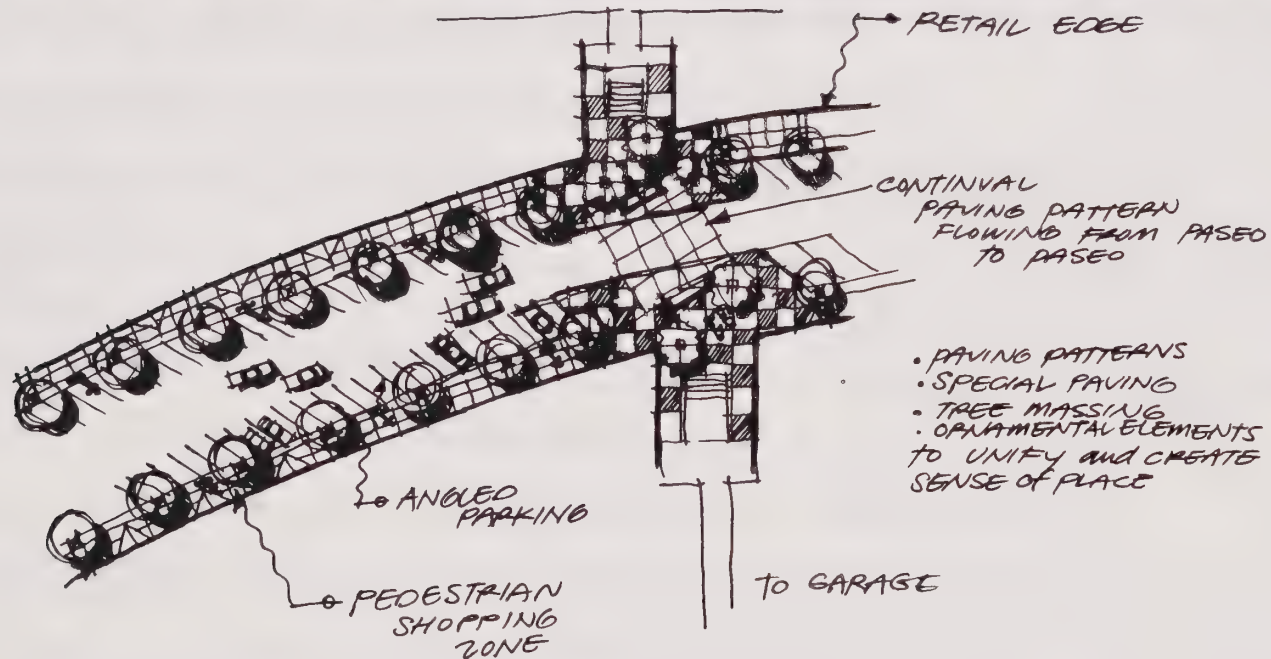 RETAIL EDGE
CONTINUAL
PAVING PATTERN
FLOWING FROM PASEO
TO PASEO
• PAVING PATTERNS
• SPECIAL PAVING
• TREE MASSING
• ORNAMENTAL ELEMENTS
to UNIFY and CREATE
SENSE of PLACE
ANGLED
PARKING
PEDESTRIAN
SHOPPING
ZONE
TO GARAGE